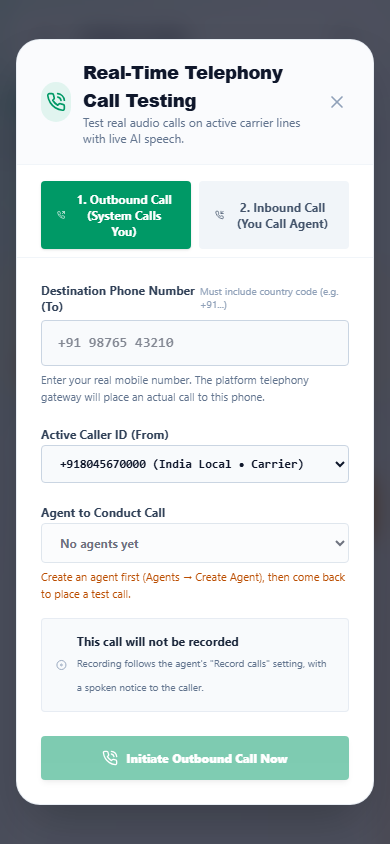 Real-Time Telephony
Call Testing
Test real audio calls on active carrier lines
with live AI speech.
1. Outbound Call
(System Calls
You)
2. Inbound Call
(You Call Agent)
Destination Phone Number
(To)
Must include country code (e.g.
+91...)
+91 98765 43210
Enter your real mobile number. The platform telephony
gateway will place an actual call to this phone.
Active Caller ID (From)
+918045670000 (India Local • Carrier)
Agent to Conduct Call
No agents yet
Create an agent first (Agents → Create Agent), then come back
to place a test call.
This call will not be recorded
Recording follows the agent's "Record calls" setting, with
a spoken notice to the caller.
Initiate Outbound Call Now